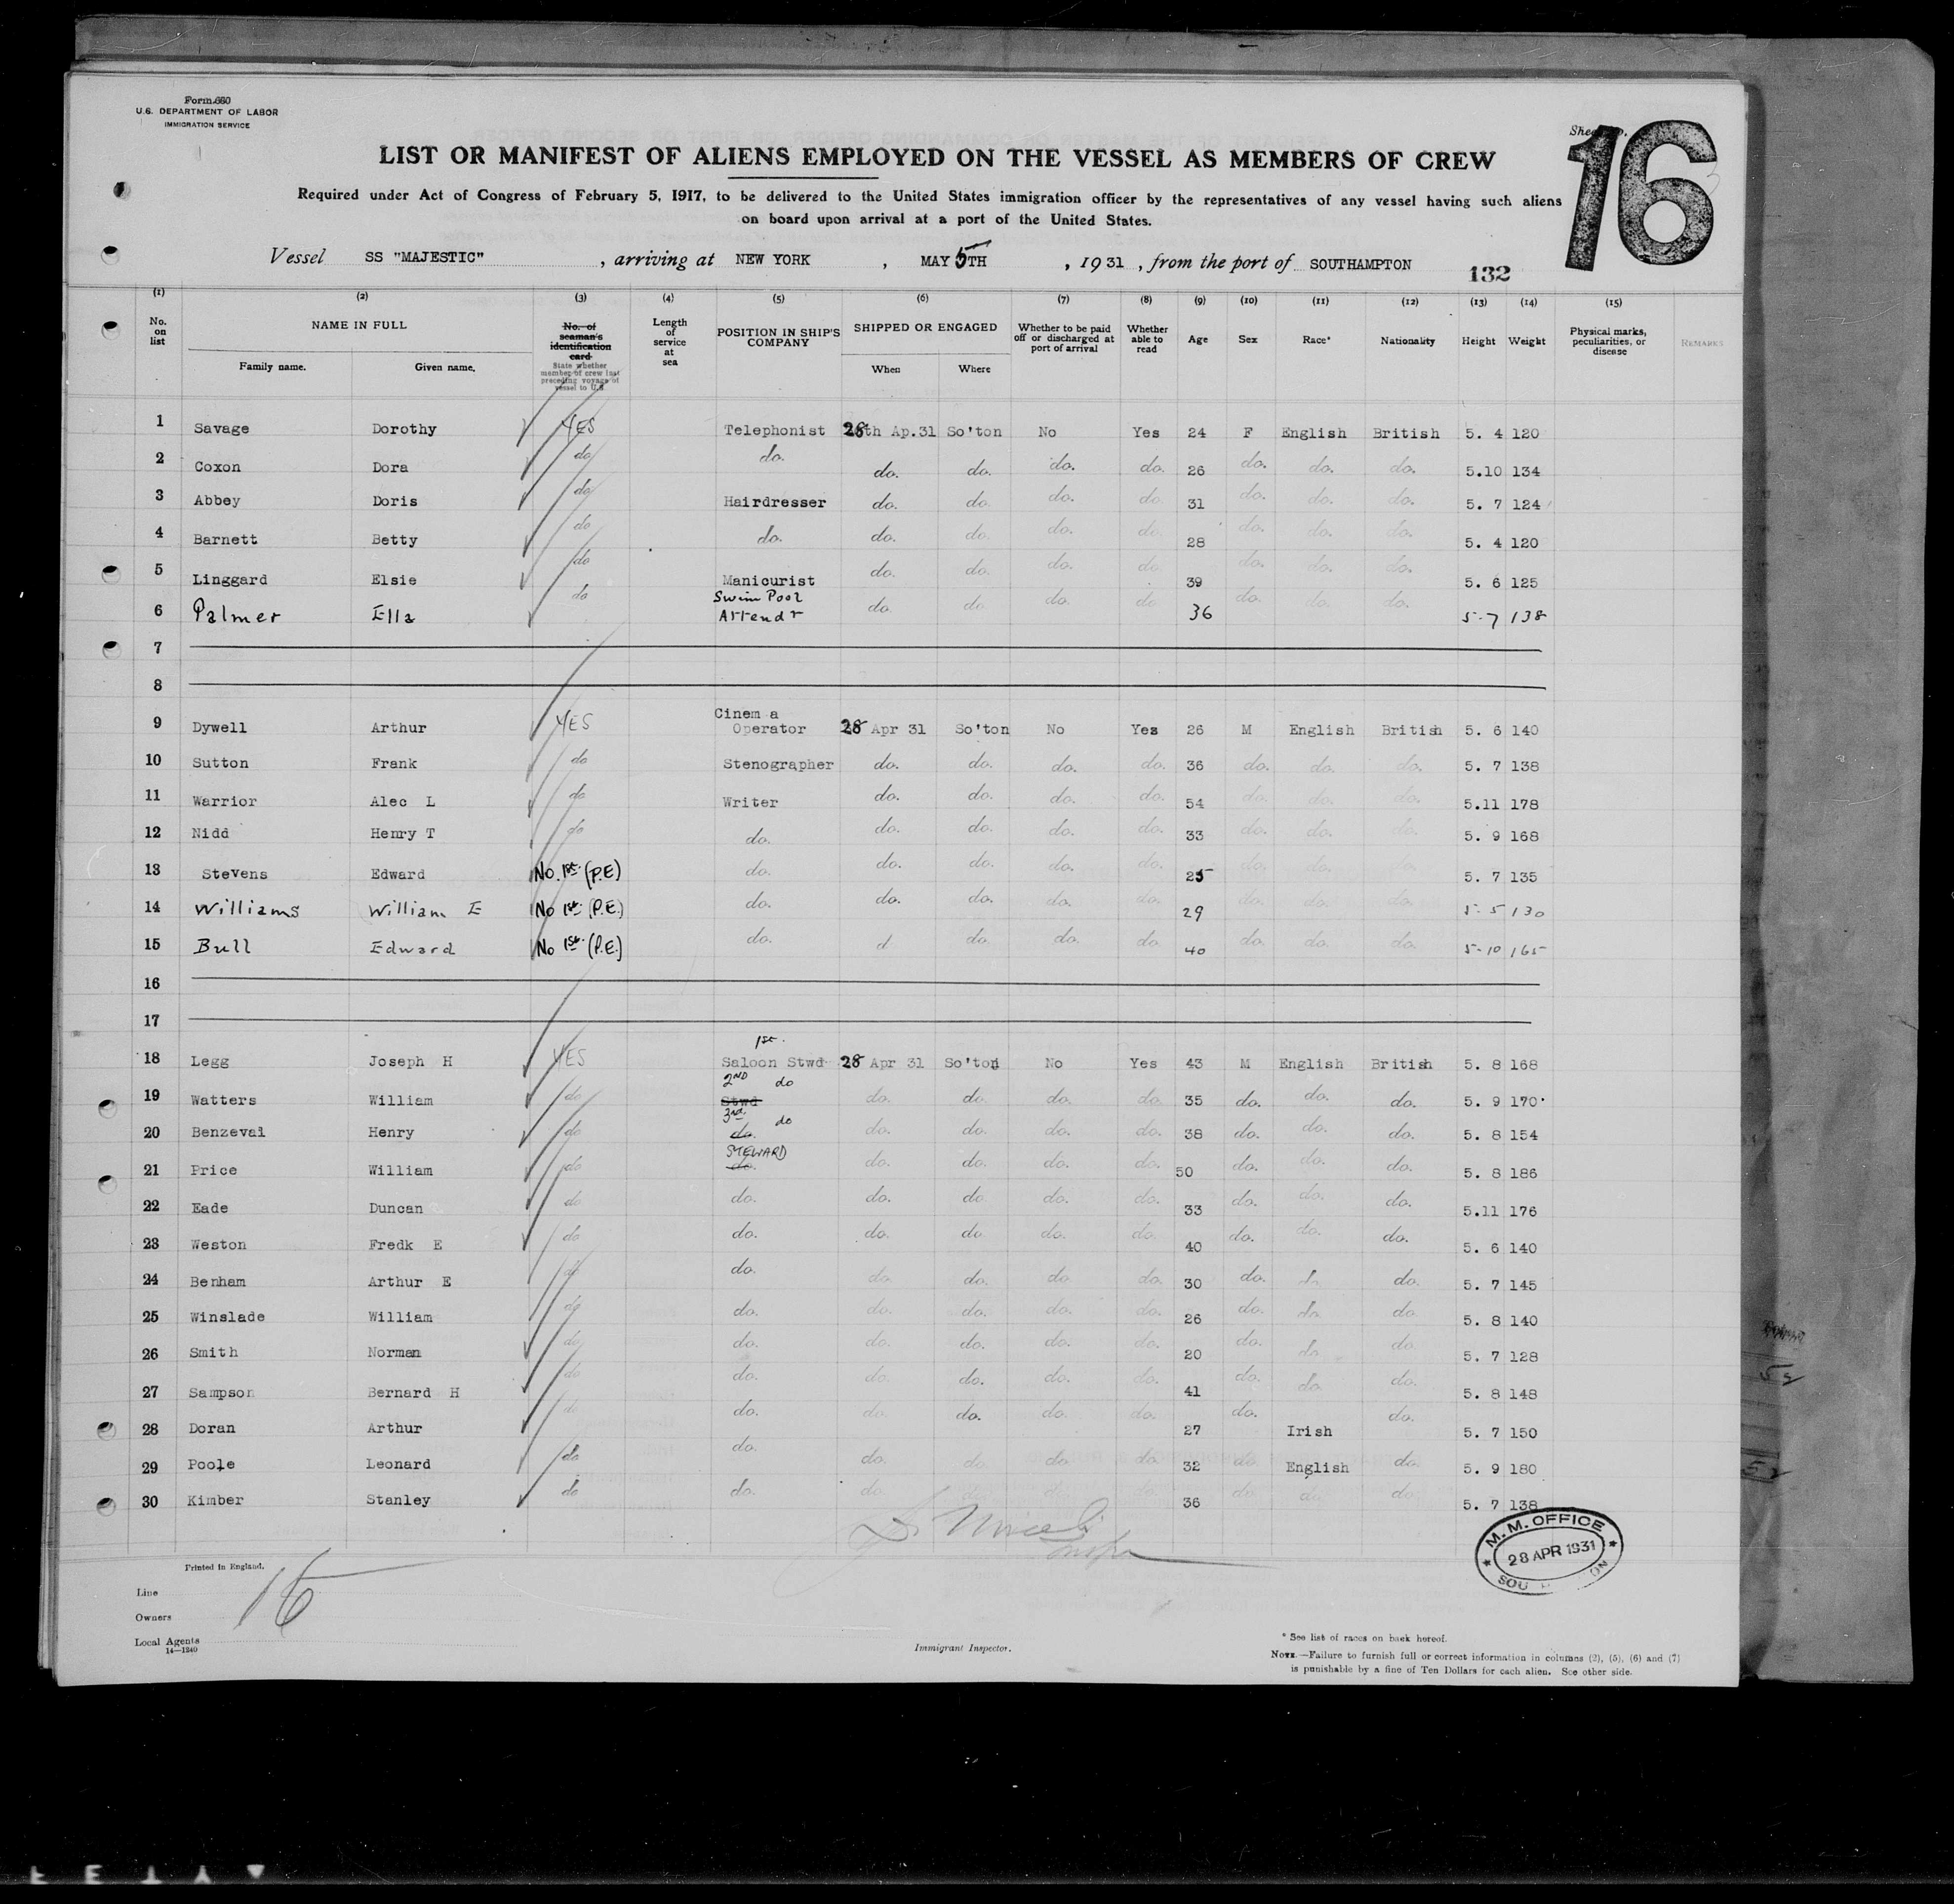 Form 680
U.S. DEPARTMENT OF LABOR
IMMIGRATION SERVICE
16
LIST OR MANIFEST OF ALIENS EMPLOYED ON THE VESSEL AS MEMBERS OF CREW
Required under Act of Congress of February 5, 1917, to be delivered to the United States immigration officer by the representatives of any vessel having such aliens
on board upon arrival at a port of the United States.
Vessel SS "MAJESTIC" , arriving at NEW YORK , MAY 5TH , 1931 , from the port of SOUTHAMPTON 132
(1) (2) (3) (4) (5) (6) (7) (8) (9) (10) (11) (12) (13) (14) (15)
No. on list NAME IN FULL Family name. Given name. No. of seaman's identification card State whether member of crew last preceding voyage of vessel to U.S. Length of service at sea POSITION IN SHIP'S COMPANY SHIPPED OR ENGAGED When Where Whether to be paid off or discharged at port of arrival Whether able to read Age Sex Race* Nationality Height Weight Physical marks, peculiarities, or disease REMARKS
1 Savage Dorothy YES Telephonist 28th Ap.31 So'ton No Yes 24 F English British 5. 4 120
2 Coxon Dora do do. do. do. do. do. 26 do. do. do. 5.10 134
3 Abbey Doris do Hairdresser do. do. do. do 31 do. do. do. 5. 7 124
4 Barnett Betty do do. do. do. do. do. 28 do. do. do. 5. 4 120
5 Linggard Elsie do Manicurist do. do. do. do. 39 do. do. do. 5. 6 125
6 Palmer Ella do Swim Pool Attendt do. do. do. do 36 do. do. do. 5-7 138
7
8
9 Dywell Arthur YES Cinema Operator 28 Apr 31 So'ton No Yes 26 M English British 5. 6 140
10 Sutton Frank do Stenographer do. do. do. do. 36 do. do. do. 5. 7 138
11 Warrior Alec L do Writer do. do. do. do. 54 do. do. do. 5.11 178
12 Nidd Henry T do do. do. do. do. do. 33 do. do. do. 5. 9 168
13 Stevens Edward No. 1st. (P.E) do. do. do. do. do. 25 do. do. do. 5. 7 135
14 Williams William E No 1st. (P.E.) do. do. do. do. do. 29 do. do. do. 5-5 130
15 Bull Edward No 1st. (P.E.) do. d do. do. do. 40 do. do. do. 5-10 165
16
17
18 Legg Joseph H YES 1st. Saloon Stwd 28 Apr 31 So'ton No Yes 43 M English British 5. 8 168
19 Watters William do 2ND do Stwd do. do. do. do. 35 do. do. do. 5. 9 170
20 Benzeval Henry do 3rd. do do. do. do. do. do. 38 do. do. do. 5. 8 154
21 Price William do STEWARD do. do. do. do. do. 50 do. do. do. 5. 8 186
22 Eade Duncan do do. do. do. do. do. 33 do. do. do. 5.11 176
23 Weston Fredk E do do. do. do. do. do. 40 do. do. do. 5. 6 140
24 Benham Arthur E do do. do. do. do. do. 30 do. do. do. 5. 7 145
25 Winslade William do do. do. do. do. do. 26 do. do. do 5. 8 140
26 Smith Norman do do. do. do. do. do. 20 do. do do. 5. 7 128
27 Sampson Bernard H do do. do. do. do. do. 41 do. do. do. 5. 8 148
28 Doran Arthur do do. do. do. do. do. 27 do. Irish do. 5. 7 150
29 Poole Leonard do do. do. do. do. do. 32 do English do. 5. 9 180
30 Kimber Stanley do do. do. do. do. do. 36 do. do. do. 5. 7 138
M. M. OFFICE
28 APR 1931
Printed in England.
Line
Owners
Local Agents
14—1240
16
Immigrant Inspector.
* See list of races on back hereof.
NOTE.—Failure to furnish full or correct information in columns (2), (5), (6) and (7)
is punishable by a fine of Ten Dollars for each alien. See other side.